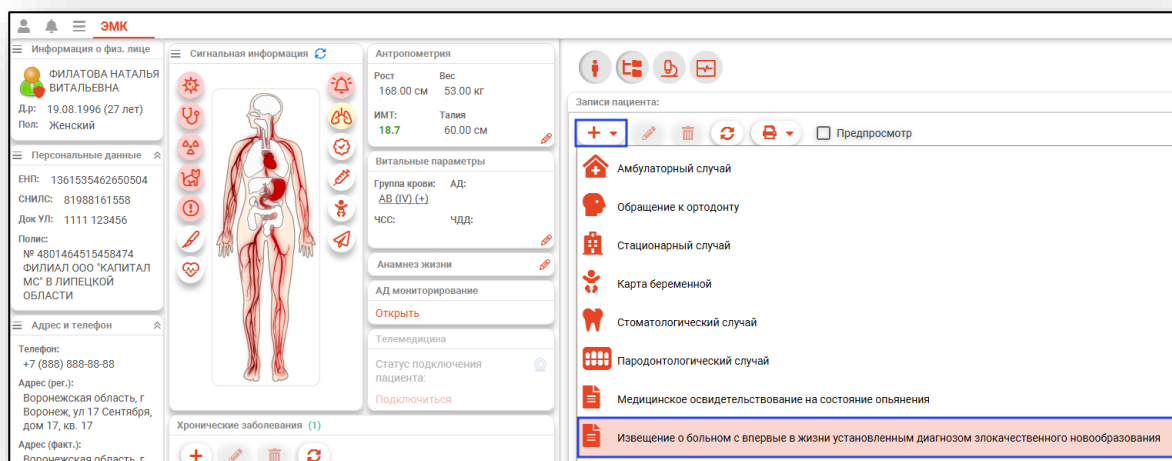 ЭМК
Информация о физ. лице
ФИЛАТОВА НАТАЛЬЯ
ВИТАЛЬЕВНА
Д.р: 19.08.1996 (27 лет)
Пол: Женский
Персональные данные
ЕНП: 1361535462650504
СНИЛС: 81988161558
Док УЛ: 1111 123456
Полис:
№ 4801464515458474
ФИЛИАЛ ООО "КАПИТАЛ
МС" В ЛИПЕЦКОЙ
ОБЛАСТИ
Адрес и телефон
Телефон:
+7 (888) 888-88-88
Адрес (рег.):
Воронежская область, г
Воронеж, ул 17 Сентября,
дом 17, кв. 17
Адрес (факт.):
Воронежская область, г
Сигнальная информация
Хронические заболевания (1)
Антропометрия
Рост Вес
168.00 см 53.00 кг
ИМТ: Талия
18.7 60.00 см
Витальные параметры
Группа крови: АД:
AB (IV) (+)
ЧСС: ЧДД:
Анамнез жизни
АД мониторирование
Открыть
Телемедицина
Статус подключения
пациента:
Подключиться
Записи пациента:
Предпросмотр
Амбулаторный случай
Обращение к ортодонту
Стационарный случай
Карта беременной
Стоматологический случай
Пародонтологический случай
Медицинское освидетельствование на состояние опьянения
Извещение о больном с впервые в жизни установленным диагнозом злокачественного новообразования